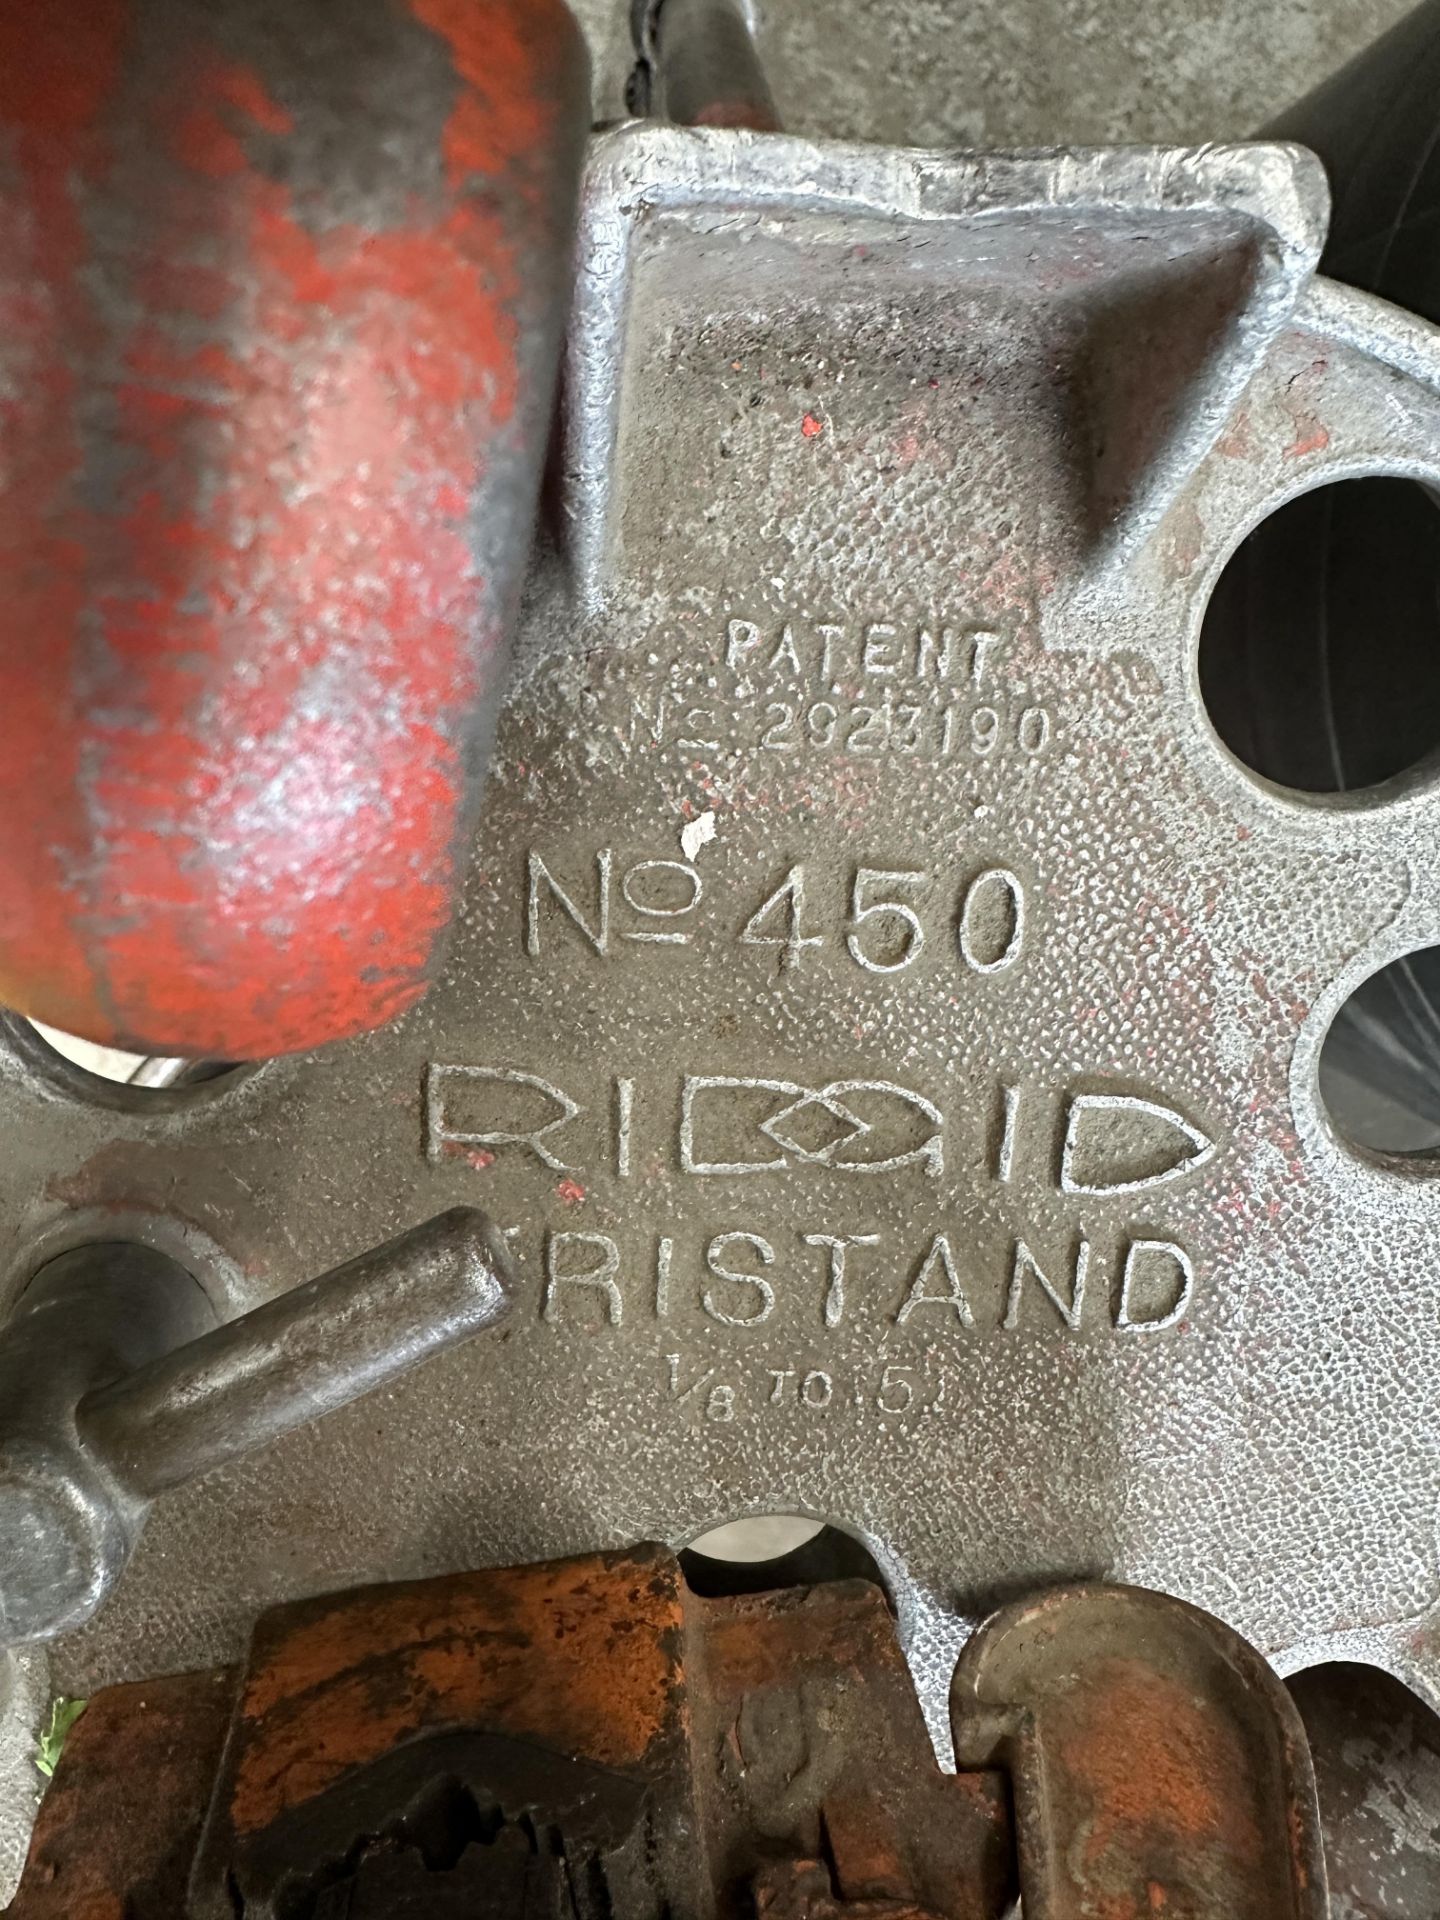 PATENT
No 2923190
No 450
RIDGID
TRISTAND
1/8 TO 5